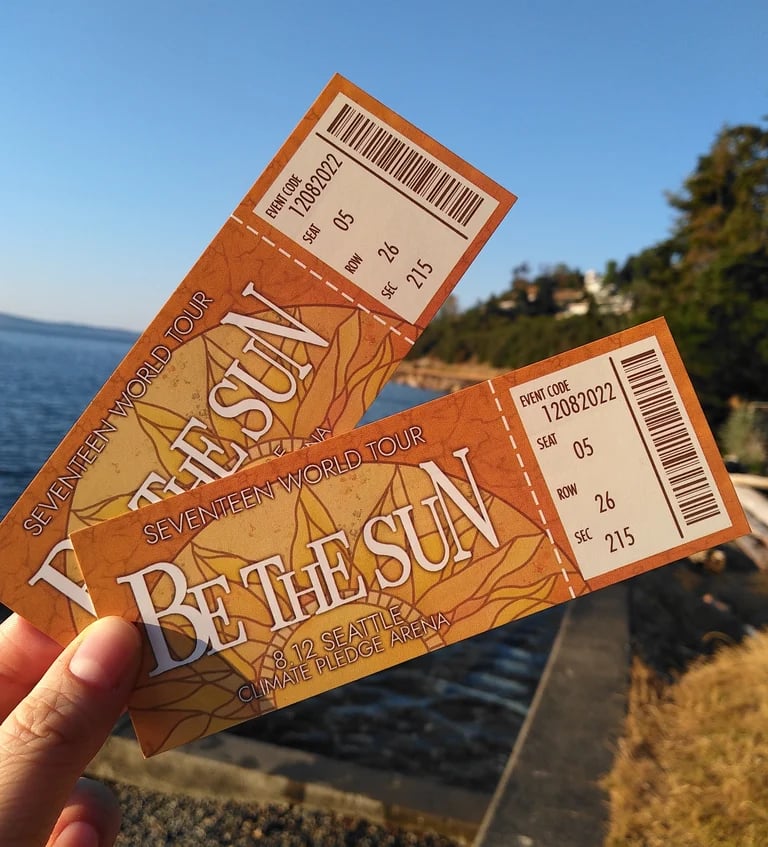 EVENT CODE
12082022
SEAT 05
ROW 26
SEC 215
SEVENTEEN WORLD TOUR
THE SUN
EVENT CODE
12082022
SEAT 05
ROW 26
SEC 215
SEVENTEEN WORLD TOUR
BE THE SUN
8.12 SEATTLE
CLIMATE PLEDGE ARENA